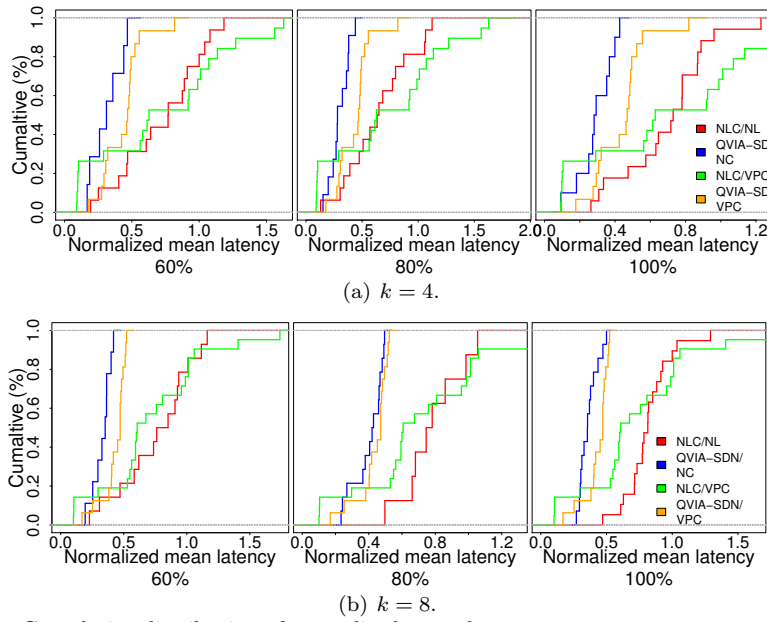 Cumaltive (%)
0.0 0.2 0.4 0.6 0.8 1.0
0.0 0.5 1.0 1.5
Normalized mean latency
60%
0.0 0.5 1.0 1.5 2.0
Normalized mean latency
80%
0.0 0.4 0.8 1.2
Normalized mean latency
100%
NLC/NL
QVIA-SD
NC
NLC/VPC
QVIA-SD
VPC
(a) k = 4.
Cumaltive (%)
0.0 0.2 0.4 0.6 0.8 1.0
0.0 0.5 1.0 1.5
Normalized mean latency
60%
0.0 0.4 0.8 1.2
Normalized mean latency
80%
0.0 0.5 1.0 1.5
Normalized mean latency
100%
NLC/NL
QVIA-SDN/
NC
NLC/VPC
QVIA-SDN/
VPC
(b) k = 8.